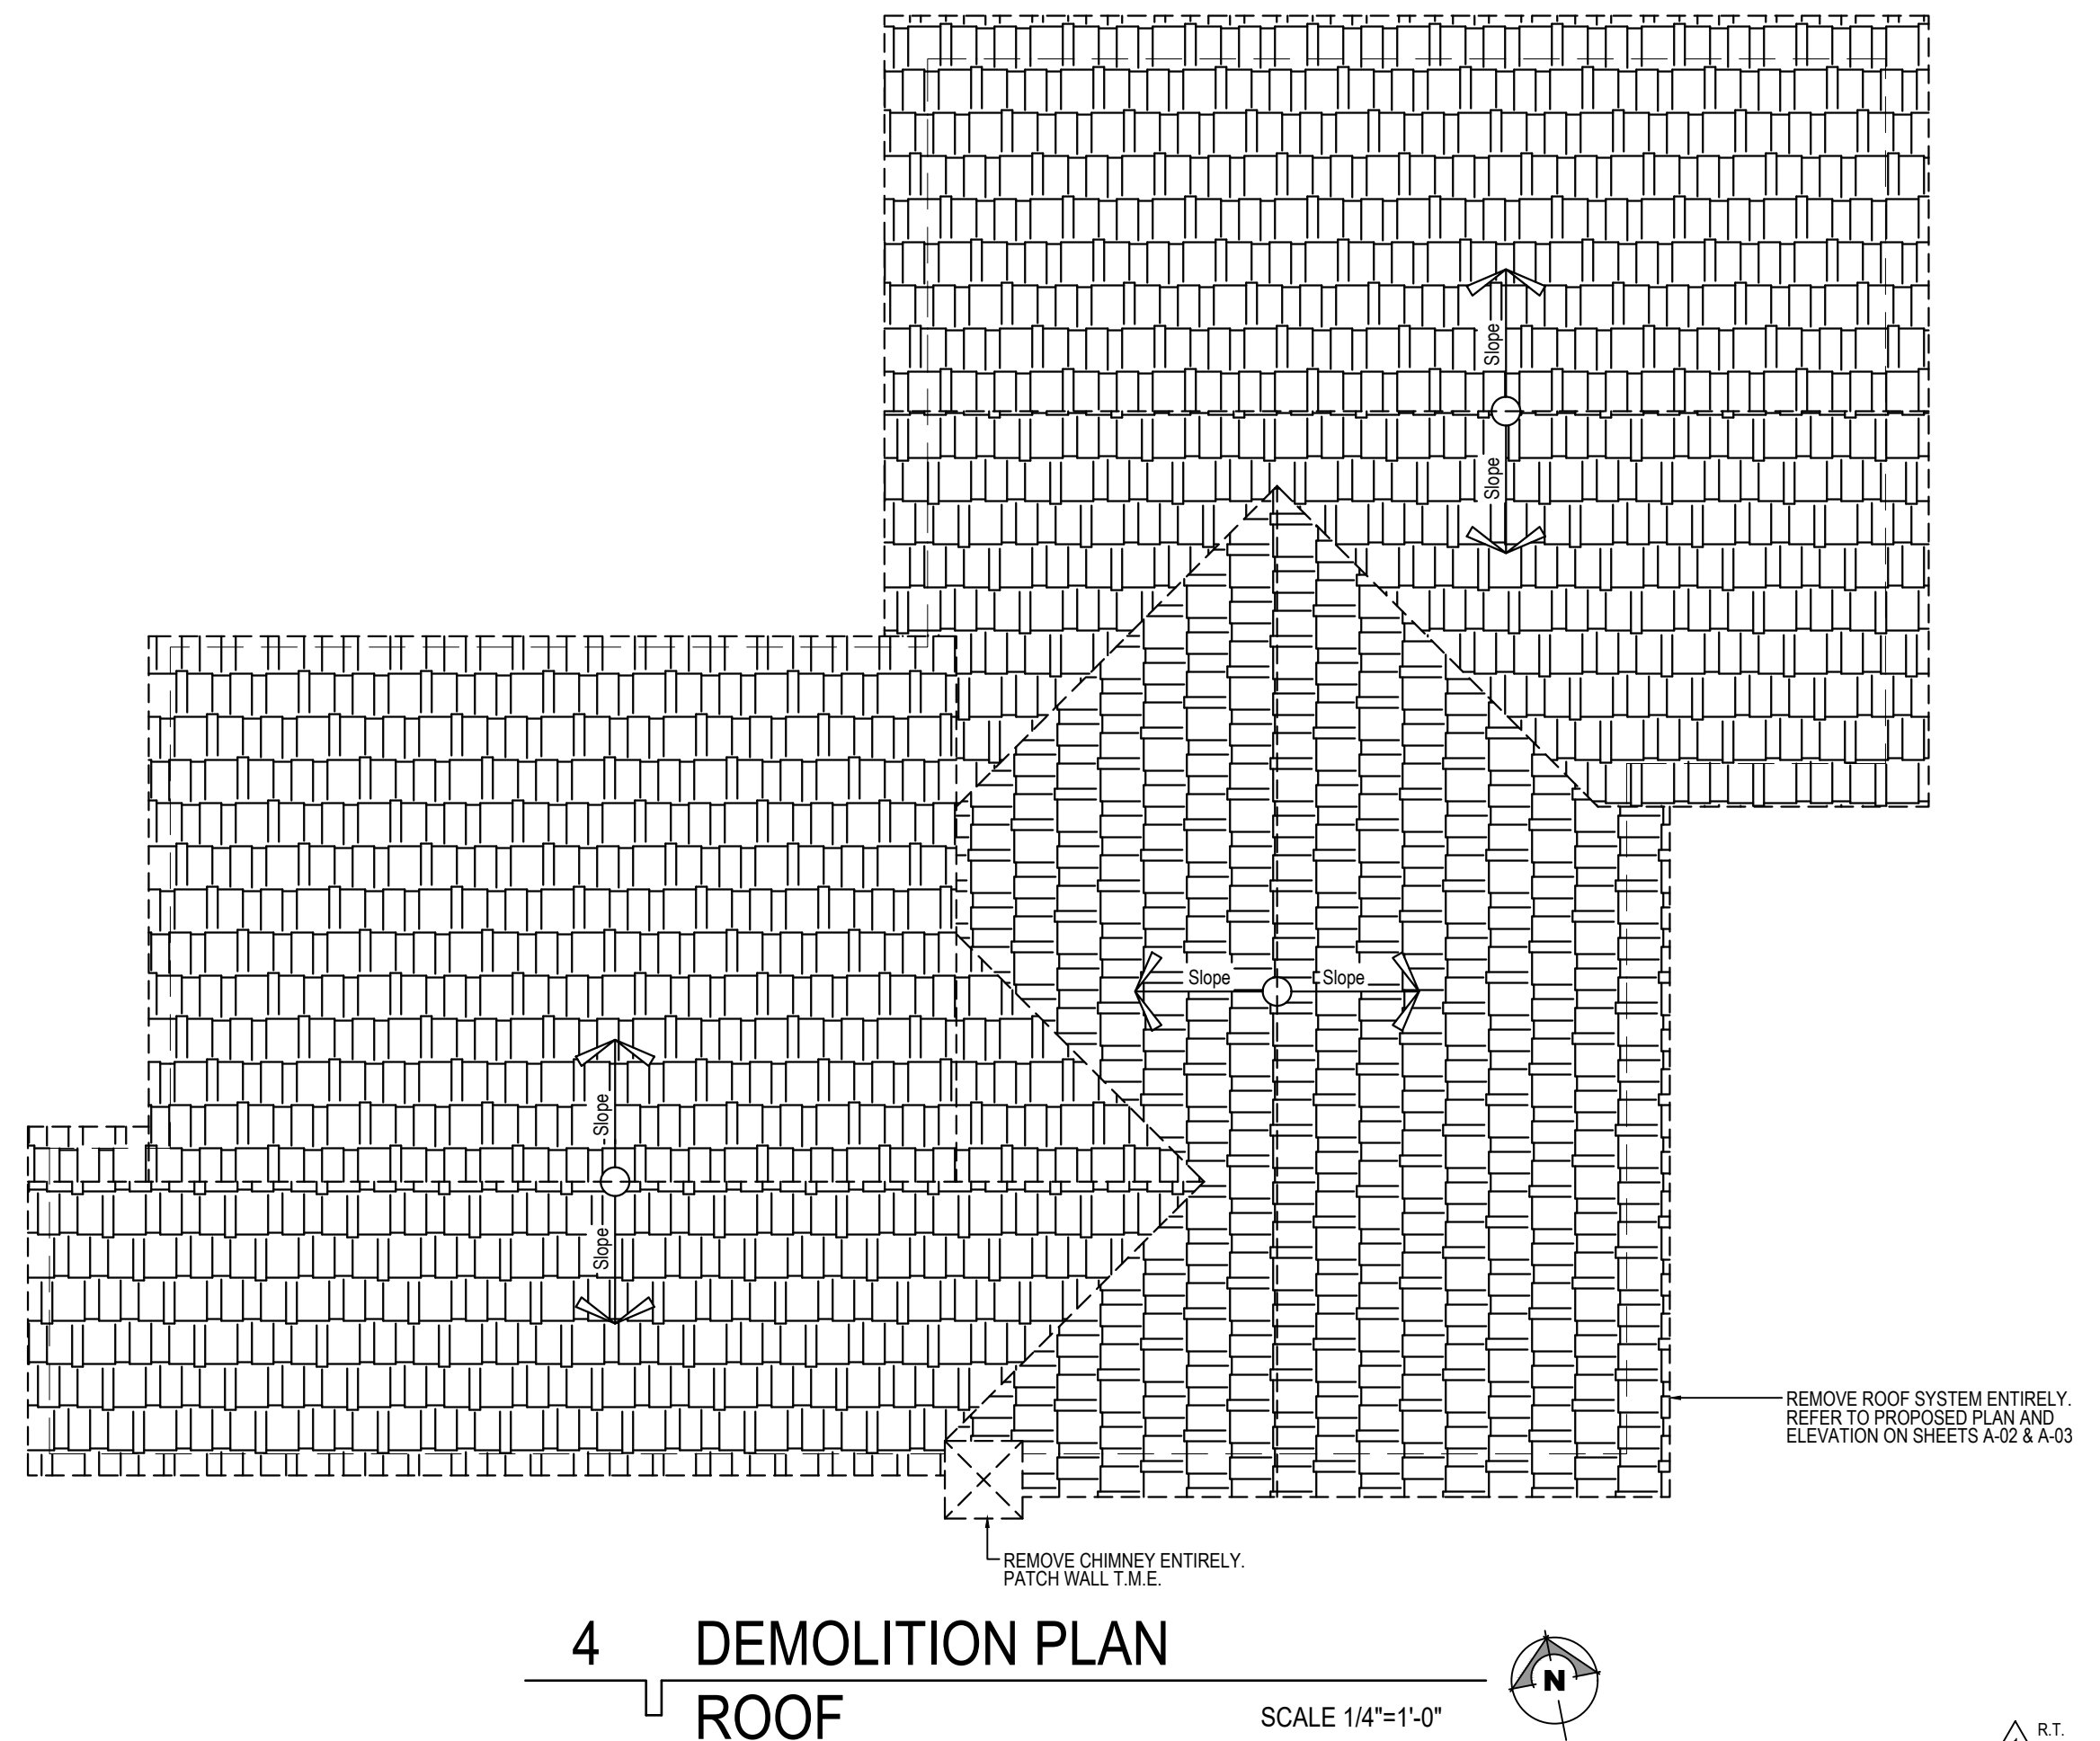 Slope
Slope
Slope
Slope
Slope
Slope
REMOVE ROOF SYSTEM ENTIRELY.
REFER TO PROPOSED PLAN AND
ELEVATION ON SHEETS A-02 & A-03
REMOVE CHIMNEY ENTIRELY.
PATCH WALL T.M.E.
4 DEMOLITION PLAN
ROOF
SCALE 1/4"=1'-0"
N
R.T.